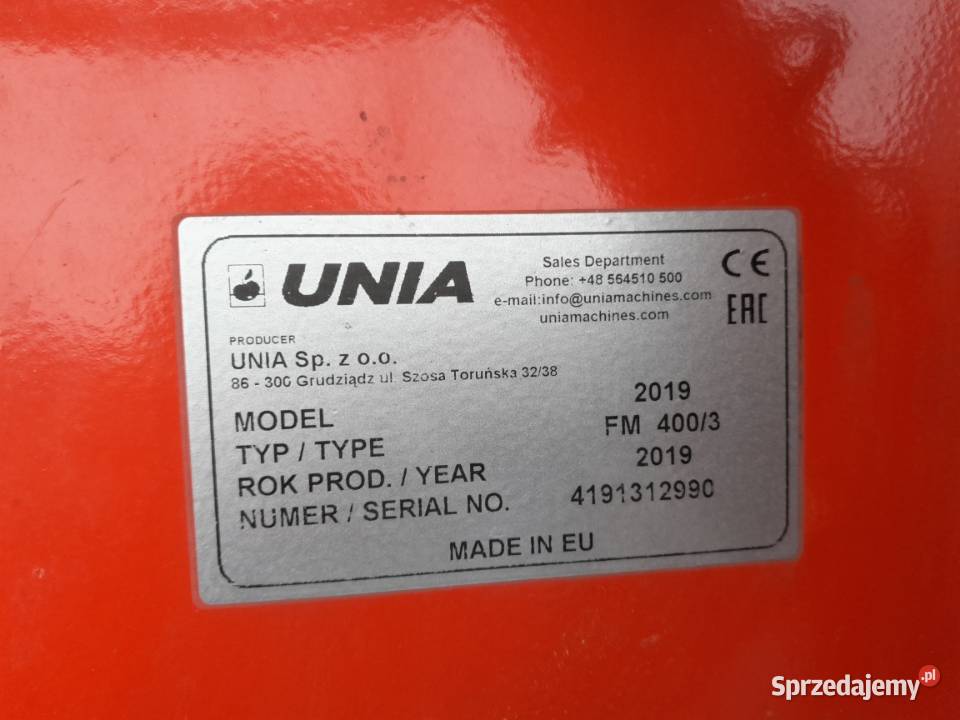 UNIA
Sales Department
Phone: +48 564510 500
e-mail:info@uniamachines.com
uniamachines.com
CE
EAC
PRODUCER
UNIA Sp. z o.o.
86 - 300 Grudziądz ul. Szosa Toruńska 32/38
MODEL 2019
TYP / TYPE FM 400/3
ROK PROD. / YEAR 2019
NUMER / SERIAL NO. 4191312990
MADE IN EU
Sprzedajemy.pl